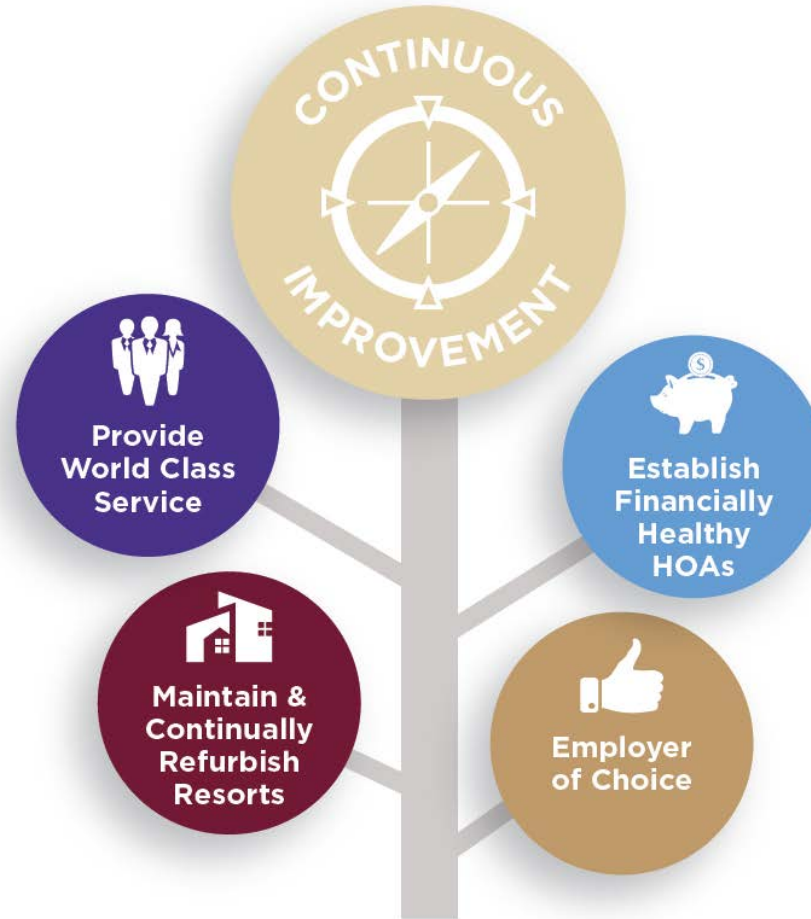 CONTINUOUS
IMPROVEMENT
Provide
World Class
Service
$
Establish
Financially
Healthy
HOAs
Maintain &
Continually
Refurbish
Resorts
Employer
of Choice